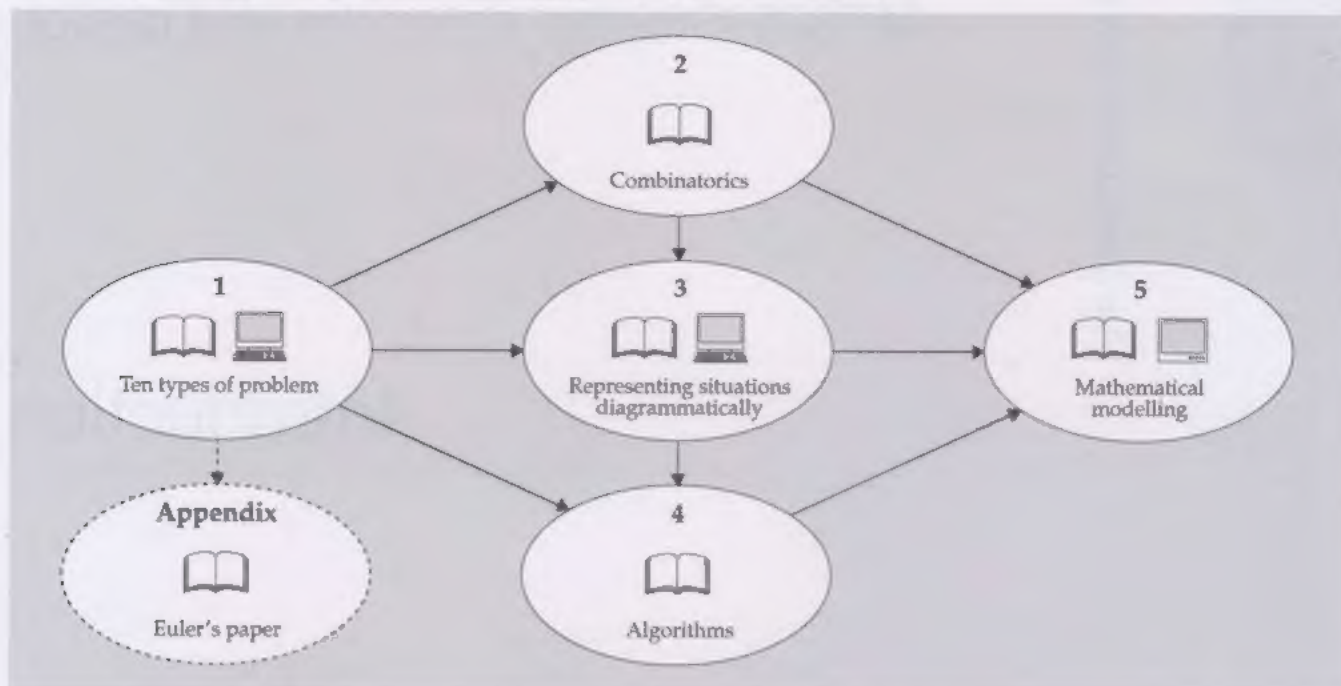 2
Combinatorics
1
Ten types of problem
3
Representing situations
diagrammatically
5
Mathematical
modelling
Appendix
Euler's paper
4
Algorithms